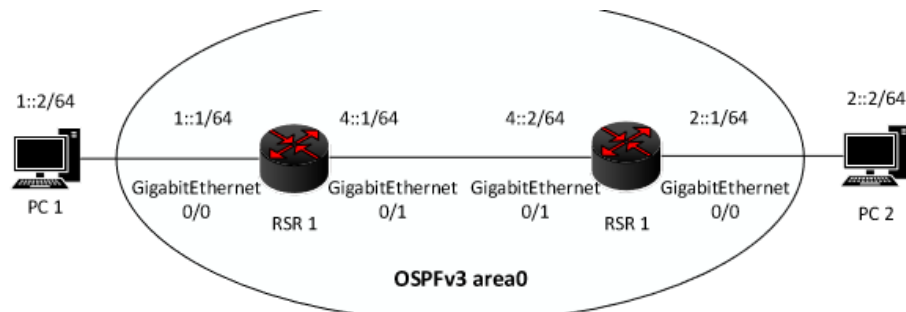 1::2/64
1::1/64
4::1/64
4::2/64
2::1/64
2::2/64
GigabitEthernet
0/0
GigabitEthernet
0/1
GigabitEthernet
0/1
GigabitEthernet
0/0
PC 1
RSR 1
RSR 1
PC 2
OSPFv3 area0